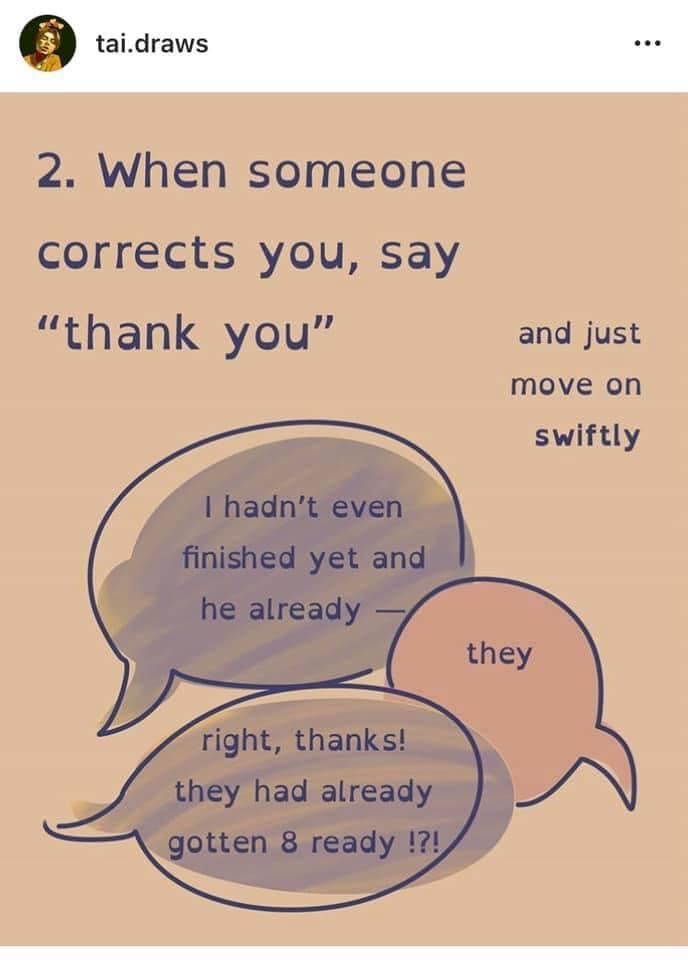 tai.draws
2. When someone
corrects you, say
“thank you”
and just
move on
swiftly
I hadn’t even
finished yet and
he already —
they
right, thanks!
they had already
gotten 8 ready !?!